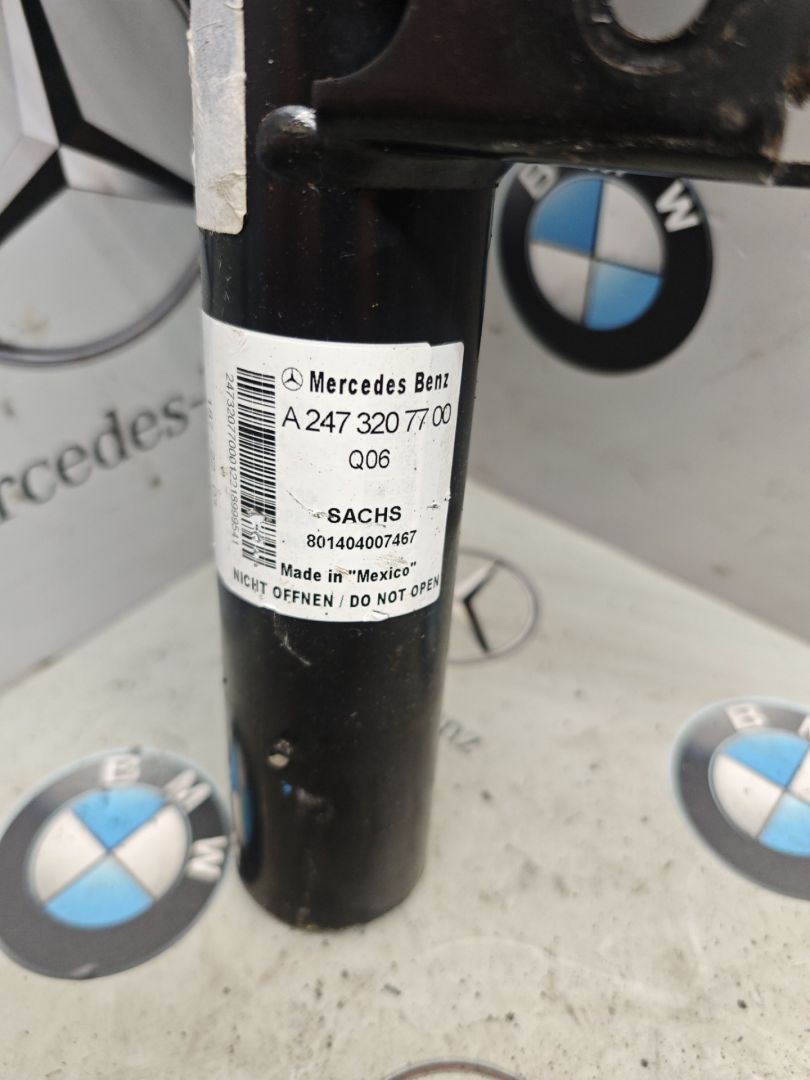 Mercedes Benz
A 247 320 77 00
Q06
SACHS
801404007467
Made in "Mexico"
NICHT OFFNEN / DO NOT OPEN
BMW
BMW